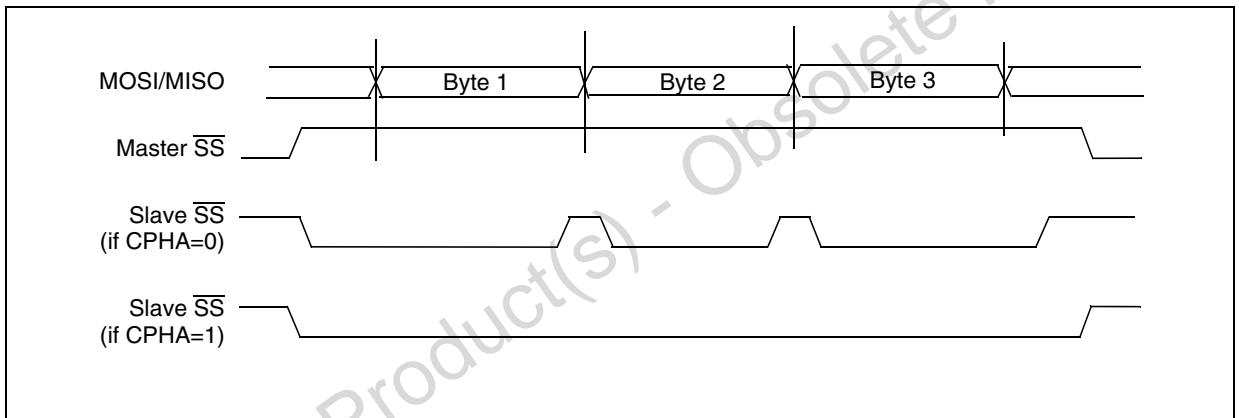 MOSI/MISO
Byte 1
Byte 2
Byte 3
Master SS
Slave SS
(if CPHA=0)
Slave SS
(if CPHA=1)
Product(s) - Obsolete